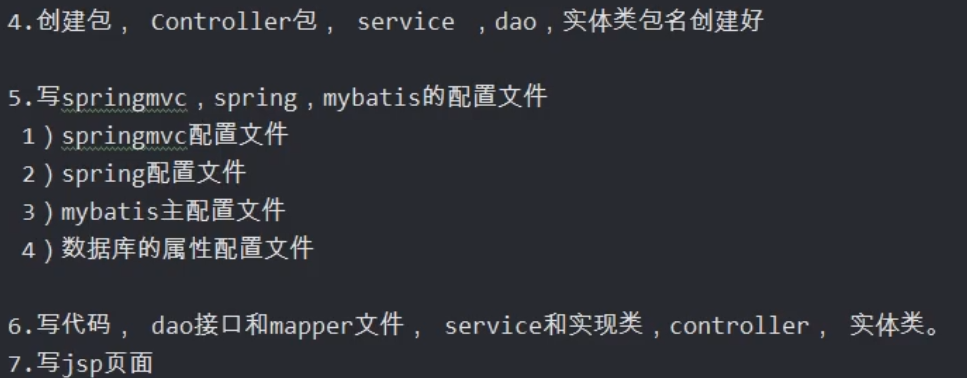 4.创建包， Controller包， service ,dao,实体类包名创建好
5.写springmvc,spring,mybatis的配置文件
1)springmvc配置文件
2)spring配置文件
3)mybatis主配置文件
4)数据库的属性配置文件
6.写代码， dao接口和mapper文件， service和实现类,controller， 实体类。
7.写jsp页面